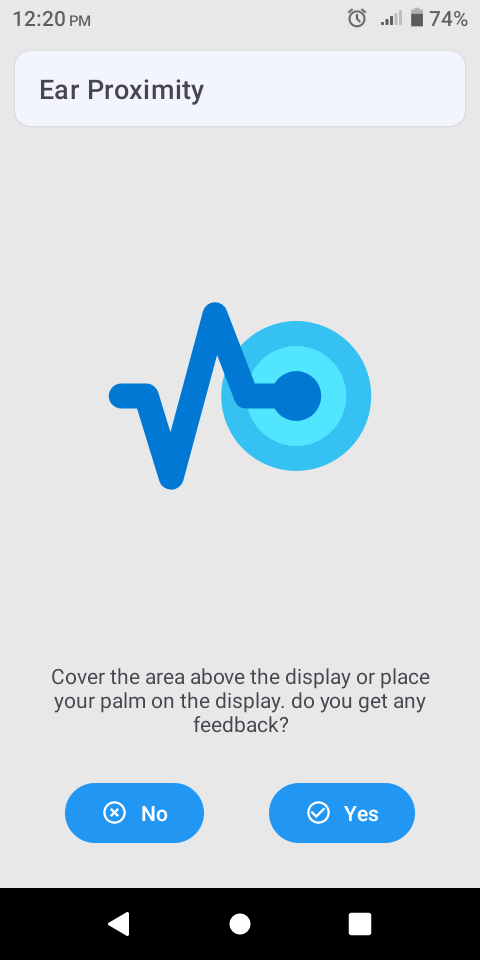 12:20 PM 74%
Ear Proximity
Cover the area above the display or place
your palm on the display. do you get any
feedback?
No Yes